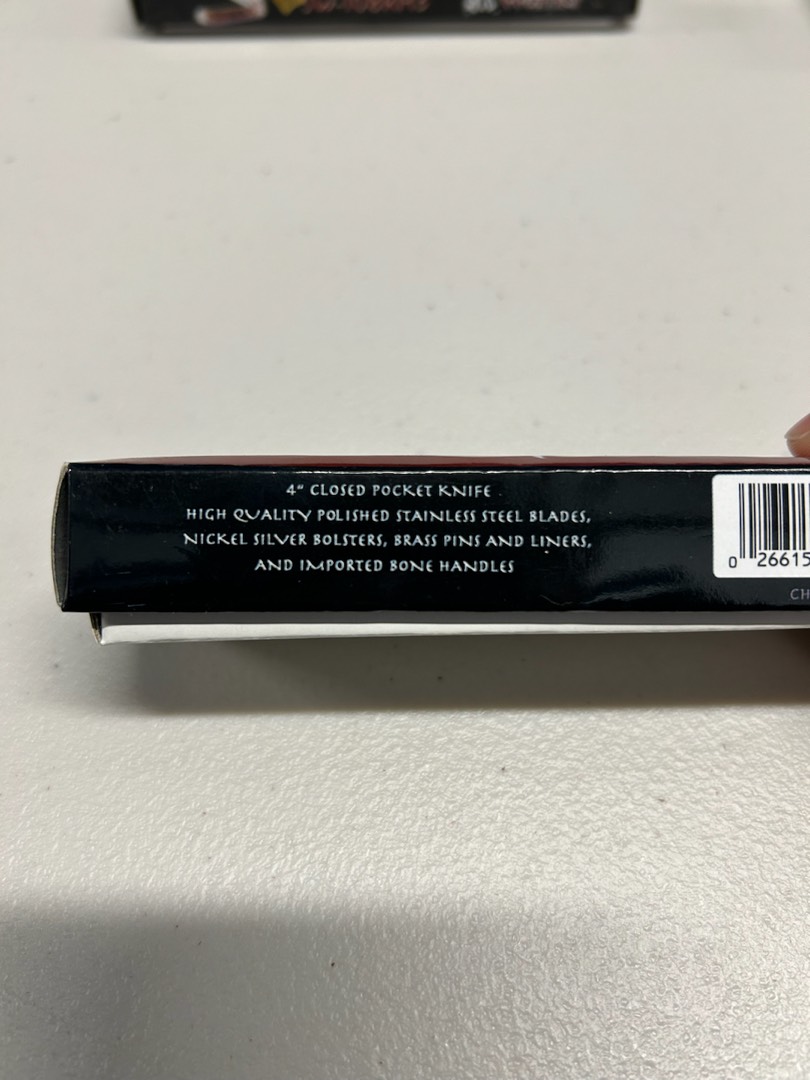 4" CLOSED POCKET KNIFE
HIGH QUALITY POLISHED STAINLESS STEEL BLADES,
NICKEL SILVER BOLSTERS, BRASS PINS AND LINERS,
AND IMPORTED BONE HANDLES
0 26615
CH